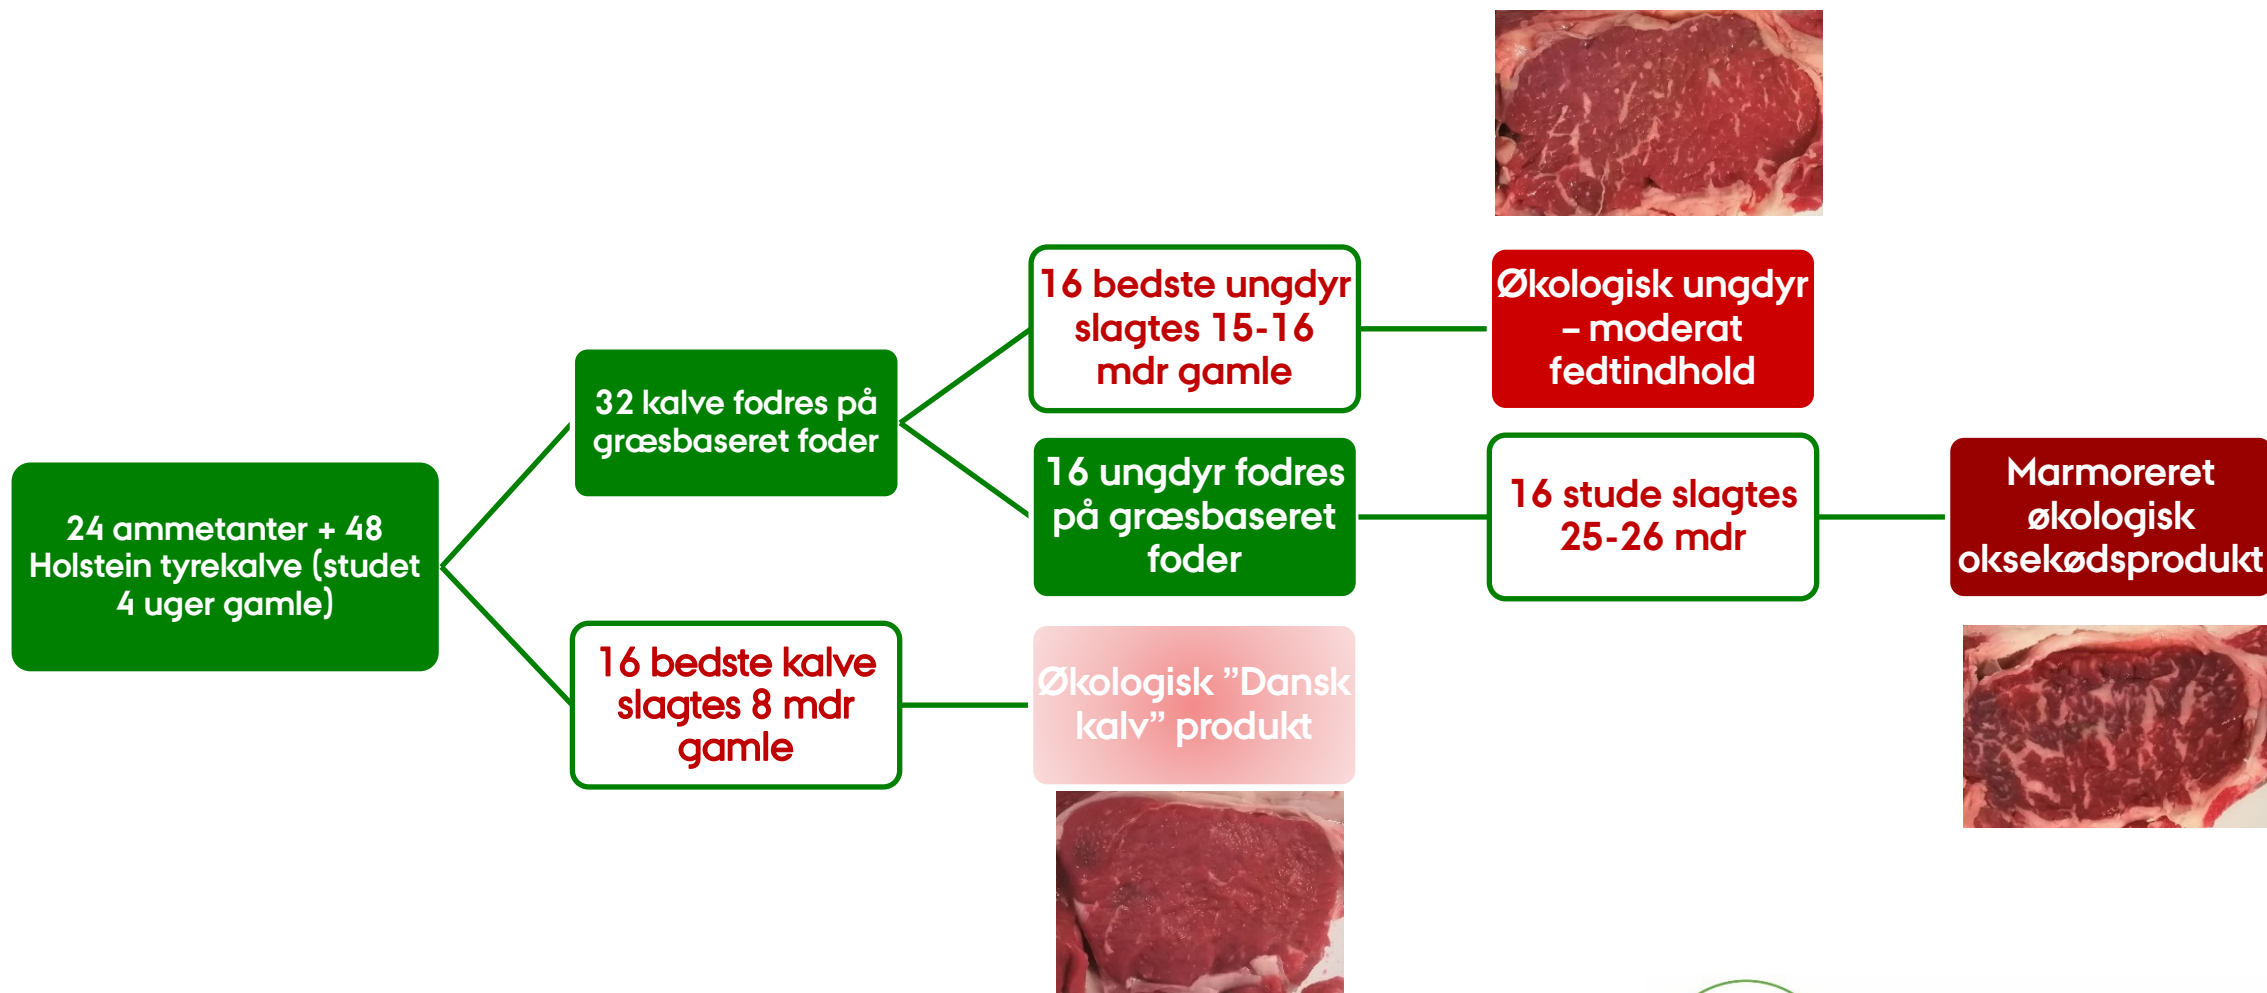 24 ammetanter + 48
Holstein tyrekalve (studet
4 uger gamle)
32 kalve fodres på
græsbaseret foder
16 bedste kalve
slagtes 8 mdr
gamle
16 bedste ungdyr
slagtes 15-16
mdr gamle
16 ungdyr fodres
på græsbaseret
foder
Økologisk ”Dansk
kalv” produkt
Økologisk ungdyr
– moderat
fedtindhold
16 stude slagtes
25-26 mdr
Marmoreret
økologisk
oksekødsprodukt